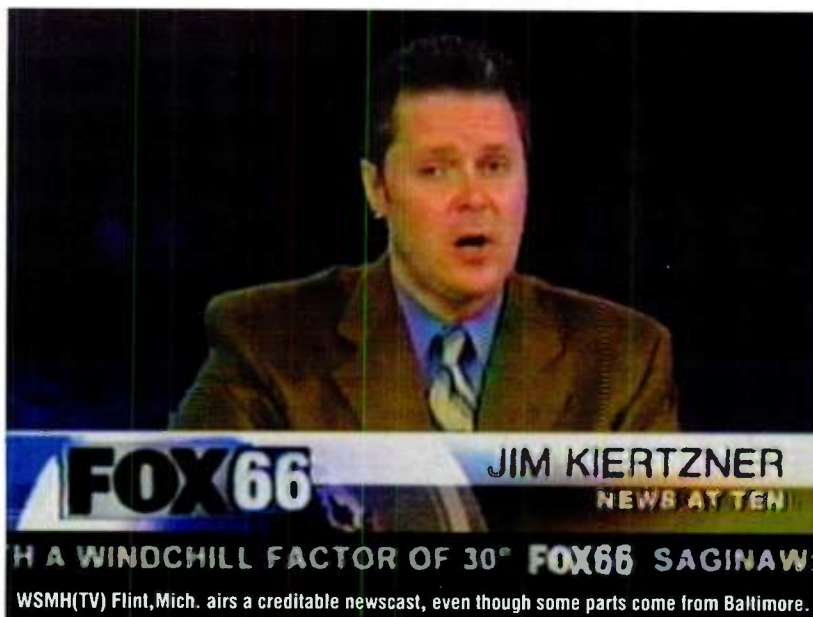 FOX66
JIM KIERTZNER
NEWS AT TEN
H A WINDCHILL FACTOR OF 30° FOX66 SAGINAW:
WSMH(TV) Flint, Mich. airs a creditable newscast, even though some parts come from Baltimore.